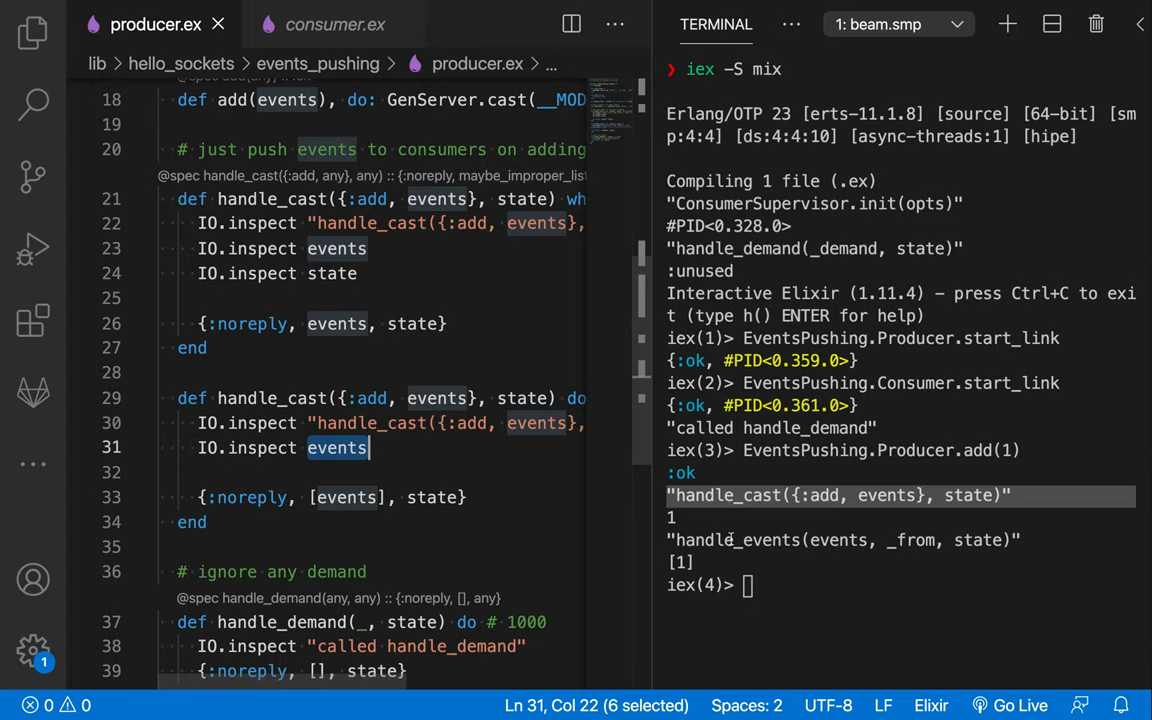 producer.ex
consumer.ex
lib > hello_sockets > events_pushing > producer.ex > ...
18 def add(events), do: GenServer.cast(__MOD
19
20 # just push events to consumers on adding
@spec handle_cast({:add, any}, any) :: {:noreply, maybe_improper_lis
21 def handle_cast({:add, events}, state) wh
22 IO.inspect "handle_cast({:add, events},
23 IO.inspect events
24 IO.inspect state
25
26 {:noreply, events, state}
27 end
28
29 def handle_cast({:add, events}, state) do
30 IO.inspect "handle_cast({:add, events},
31 IO.inspect events
32
33 {:noreply, [events], state}
34 end
35
36 # ignore any demand
@spec handle_demand(any, any) :: {:noreply, [], any}
37 def handle_demand(_, state) do # 1000
38 IO.inspect "called handle_demand"
39 {:noreply, [], state}
TERMINAL ... 1: beam.smp
❯ iex -S mix
Erlang/OTP 23 [erts-11.1.8] [source] [64-bit] [sm
p:4:4] [ds:4:4:10] [async-threads:1] [hipe]
Compiling 1 file (.ex)
"ConsumerSupervisor.init(opts)"
#PID<0.328.0>
"handle_demand(_demand, state)"
:unused
Interactive Elixir (1.11.4) - press Ctrl+C to exi
t (type h() ENTER for help)
iex(1)> EventsPushing.Producer.start_link
{:ok, #PID<0.359.0>}
iex(2)> EventsPushing.Consumer.start_link
{:ok, #PID<0.361.0>}
"called handle_demand"
iex(3)> EventsPushing.Producer.add(1)
:ok
"handle_cast({:add, events}, state)"
1
"handle_events(events, _from, state)"
[1]
iex(4)>
1
0 0 Ln 31, Col 22 (6 selected) Spaces: 2 UTF-8 LF Elixir Go Live